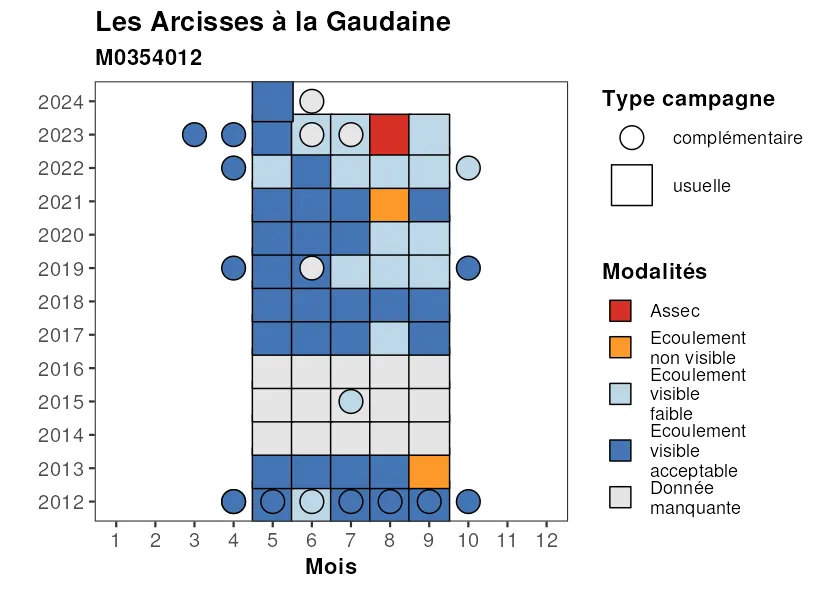 Les Arcisses à la Gaudaine
M0354012
2024
2023
2022
2021
2020
2019
2018
2017
2016
2015
2014
2013
2012
1 2 3 4 5 6 7 8 9 10 11 12
Mois
Type campagne
complémentaire
usuelle
Modalités
Assec
Ecoulement
non visible
Ecoulement
visible
faible
Ecoulement
visible
acceptable
Donnée
manquante